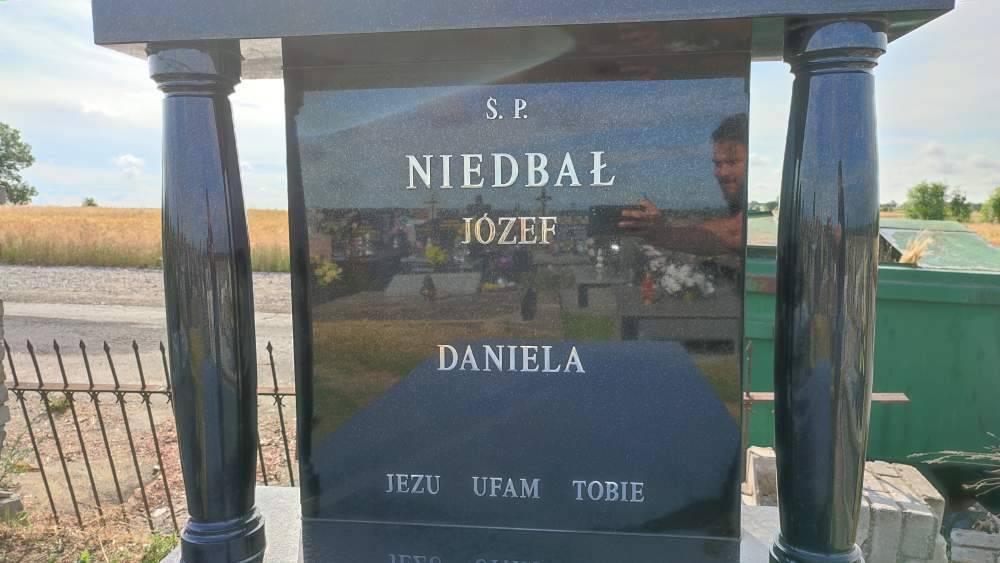 Ś. P.
NIEDBAŁ
JÓZEF
DANIELA
JEZU UFAM TOBIE